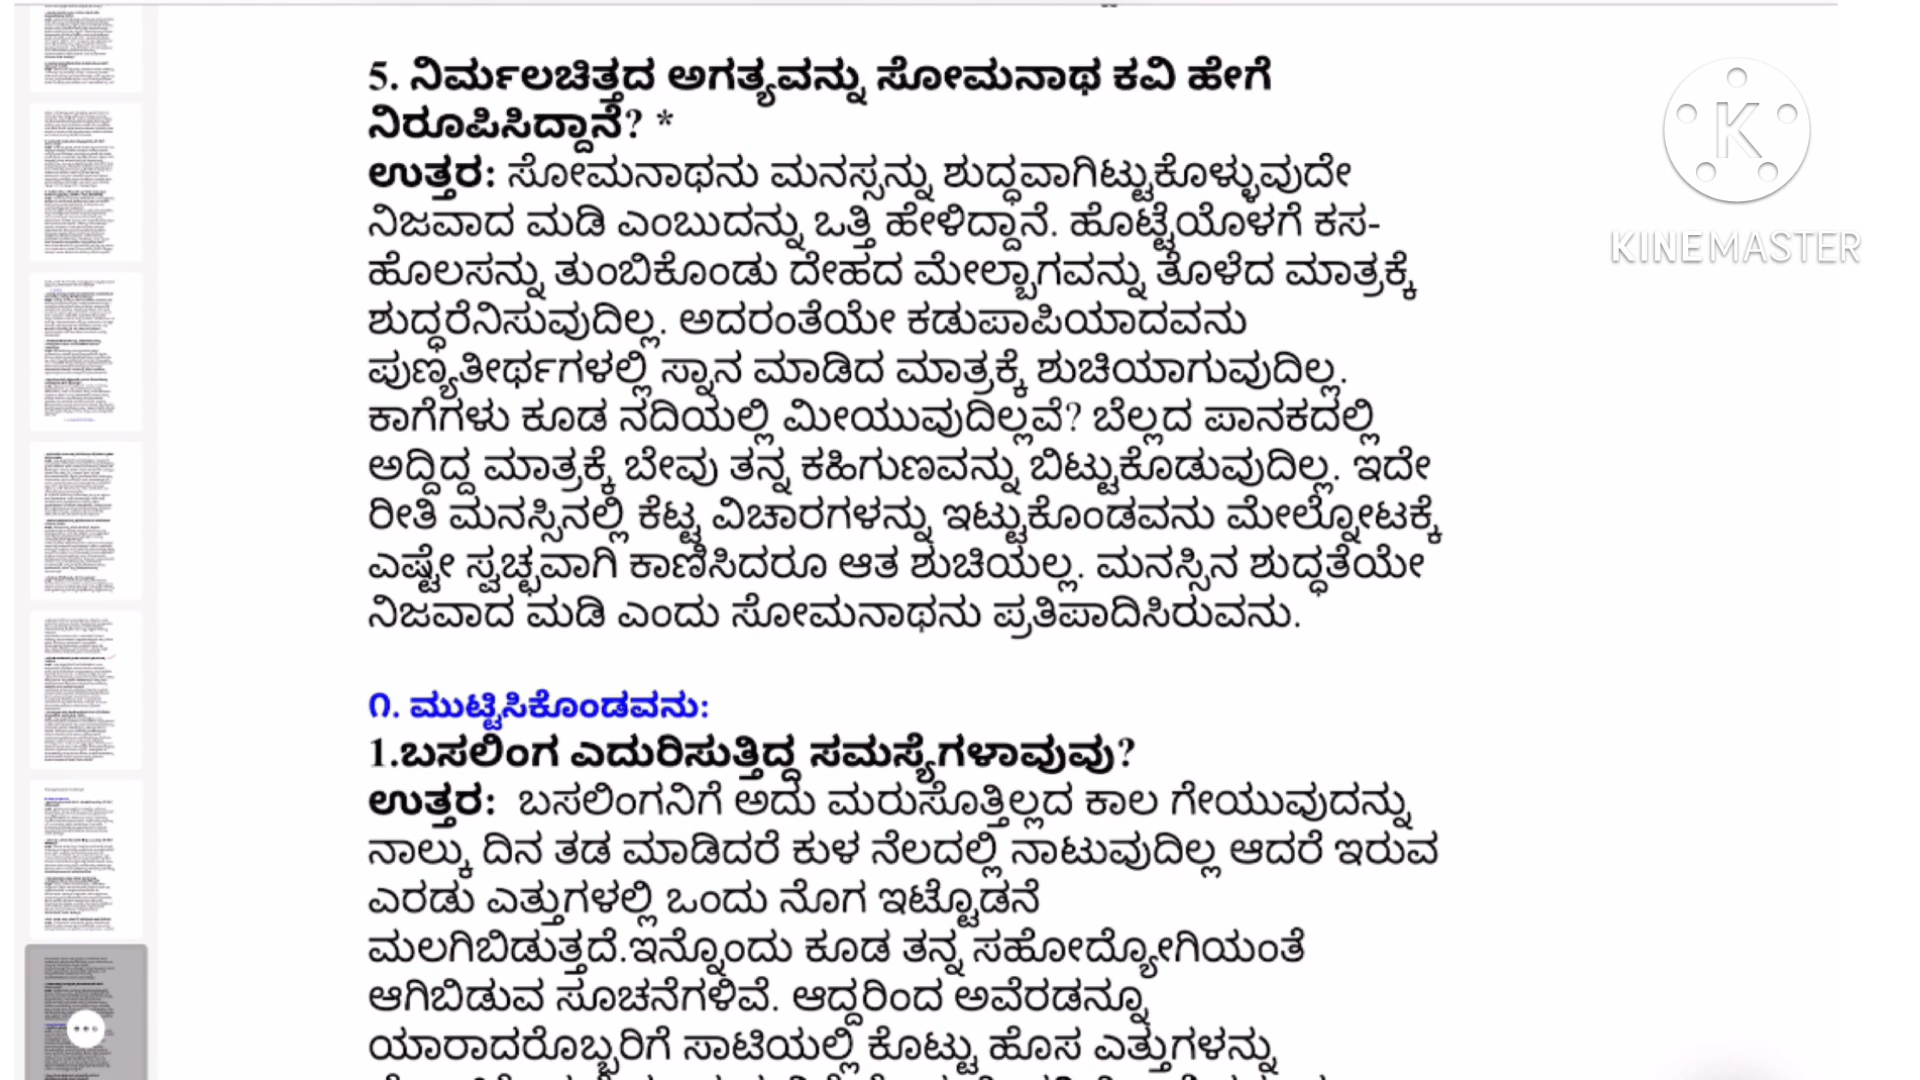 5. ನಿರ್ಮಲಚಿತ್ತದ ಅಗತ್ಯವನ್ನು ಸೋಮನಾಥ ಕವಿ ಹೇಗೆ
ನಿರೂಪಿಸಿದ್ದಾನೆ? *
ಉತ್ತರ: ಸೋಮನಾಥನು ಮನಸ್ಸನ್ನು ಶುದ್ಧವಾಗಿಟ್ಟುಕೊಳ್ಳುವುದೇ
ನಿಜವಾದ ಮಡಿ ಎಂಬುದನ್ನು ಒತ್ತಿ ಹೇಳಿದ್ದಾನೆ. ಹೊಟ್ಟೆಯೊಳಗೆ ಕಸ-
ಹೊಲಸನ್ನು ತುಂಬಿಕೊಂಡು ದೇಹದ ಮೇಲ್ಭಾಗವನ್ನು ತೊಳೆದ ಮಾತ್ರಕ್ಕೆ
ಶುದ್ಧರೆನಿಸುವುದಿಲ್ಲ. ಅದರಂತೆಯೇ ಕಡುಪಾಪಿಯಾದವನು
ಪುಣ್ಯತೀರ್ಥಗಳಲ್ಲಿ ಸ್ನಾನ ಮಾಡಿದ ಮಾತ್ರಕ್ಕೆ ಶುಚಿಯಾಗುವುದಿಲ್ಲ.
ಕಾಗೆಗಳು ಕೂಡ ನದಿಯಲ್ಲಿ ಮೀಯುವುದಿಲ್ಲವೆ? ಬೆಲ್ಲದ ಪಾನಕದಲ್ಲಿ
ಅದ್ದಿದ್ದ ಮಾತ್ರಕ್ಕೆ ಬೇವು ತನ್ನ ಕಹಿಗುಣವನ್ನು ಬಿಟ್ಟುಕೊಡುವುದಿಲ್ಲ. ಇದೇ
ರೀತಿ ಮನಸ್ಸಿನಲ್ಲಿ ಕೆಟ್ಟ ವಿಚಾರಗಳನ್ನು ಇಟ್ಟುಕೊಂಡವನು ಮೇಲ್ನೋಟಕ್ಕೆ
ಎಷ್ಟೇ ಸ್ವಚ್ಛವಾಗಿ ಕಾಣಿಸಿದರೂ ಆತ ಶುಚಿಯಲ್ಲ. ಮನಸ್ಸಿನ ಶುದ್ಧತೆಯೇ
ನಿಜವಾದ ಮಡಿ ಎಂದು ಸೋಮನಾಥನು ಪ್ರತಿಪಾದಿಸಿರುವನು.
೧. ಮುಟ್ಟಿಸಿಕೊಂಡವನು:
1.ಬಸಲಿಂಗ ಎದುರಿಸುತ್ತಿದ್ದ ಸಮಸ್ಯೆಗಳಾವುವು?
ಉತ್ತರ: ಬಸಲಿಂಗನಿಗೆ ಅದು ಮರುಸೊತ್ತಿಲ್ಲದ ಕಾಲ ಗೇಯುವುದನ್ನು
ನಾಲ್ಕು ದಿನ ತಡ ಮಾಡಿದರೆ ಕುಳ ನೆಲದಲ್ಲಿ ನಾಟುವುದಿಲ್ಲ ಆದರೆ ಇರುವ
ಎರಡು ಎತ್ತುಗಳಲ್ಲಿ ಒಂದು ನೊಗ ಇಟ್ಟೊಡನೆ
ಮಲಗಿಬಿಡುತ್ತದೆ.ಇನ್ನೊಂದು ಕೂಡ ತನ್ನ ಸಹೋದ್ಯೋಗಿಯಂತೆ
ಆಗಿಬಿಡುವ ಸೂಚನೆಗಳಿವೆ. ಆದ್ದರಿಂದ ಅವೆರಡನ್ನೂ
ಯಾರಾದರೊಬ್ಬರಿಗೆ ಸಾಟಿಯಲ್ಲಿ ಕೊಟ್ಟು ಹೊಸ ಎತ್ತುಗಳನ್ನು
K
KINEMASTER